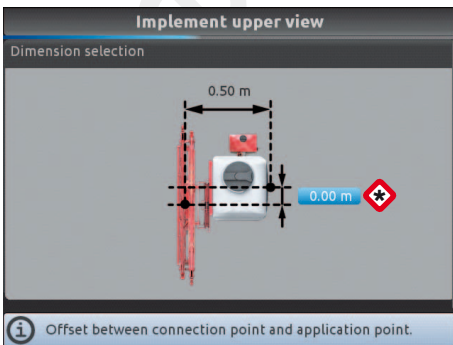 Implement upper view
Dimension selection
0.50 m
0.00 m
Offset between connection point and application point.